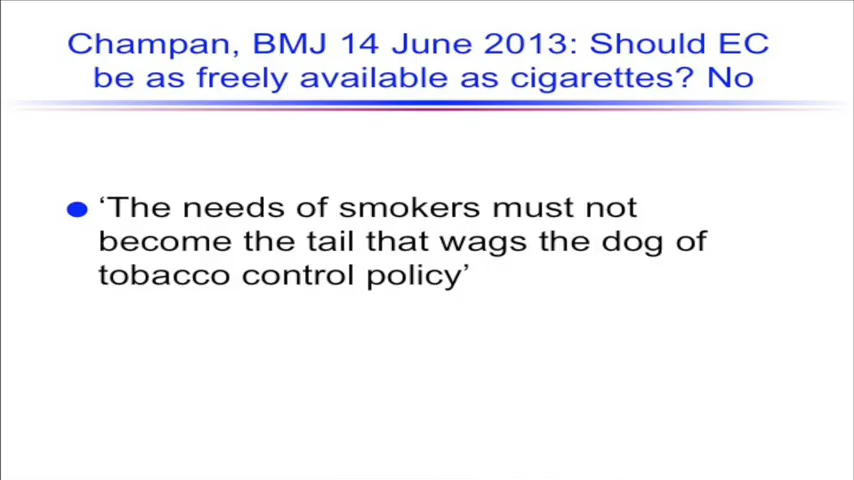 Champan, BMJ 14 June 2013: Should EC
be as freely available as cigarettes? No
‘The needs of smokers must not
become the tail that wags the dog of
tobacco control policy’